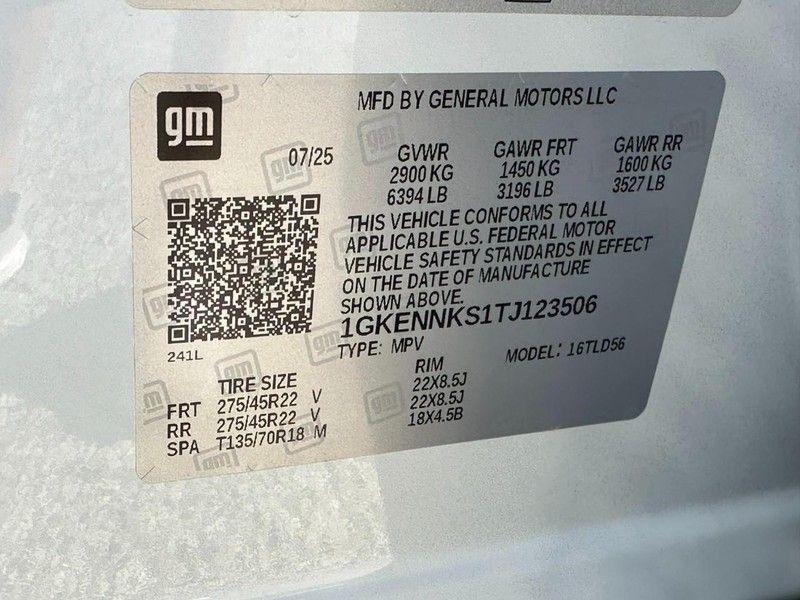 gm
MFD BY GENERAL MOTORS LLC
07/25 GVWR GAWR FRT GAWR RR
2900 KG 1450 KG 1600 KG
6394 LB 3196 LB 3527 LB
THIS VEHICLE CONFORMS TO ALL
APPLICABLE U.S. FEDERAL MOTOR
VEHICLE SAFETY STANDARDS IN EFFECT
ON THE DATE OF MANUFACTURE
SHOWN ABOVE.
1GKENNKS1TJ123506
241L
TYPE: MPV MODEL: 16TLD56
TIRE SIZE RIM
FRT 275/45R22 V 22X8.5J
RR 275/45R22 V 22X8.5J
SPA T135/70R18 M 18X4.5B